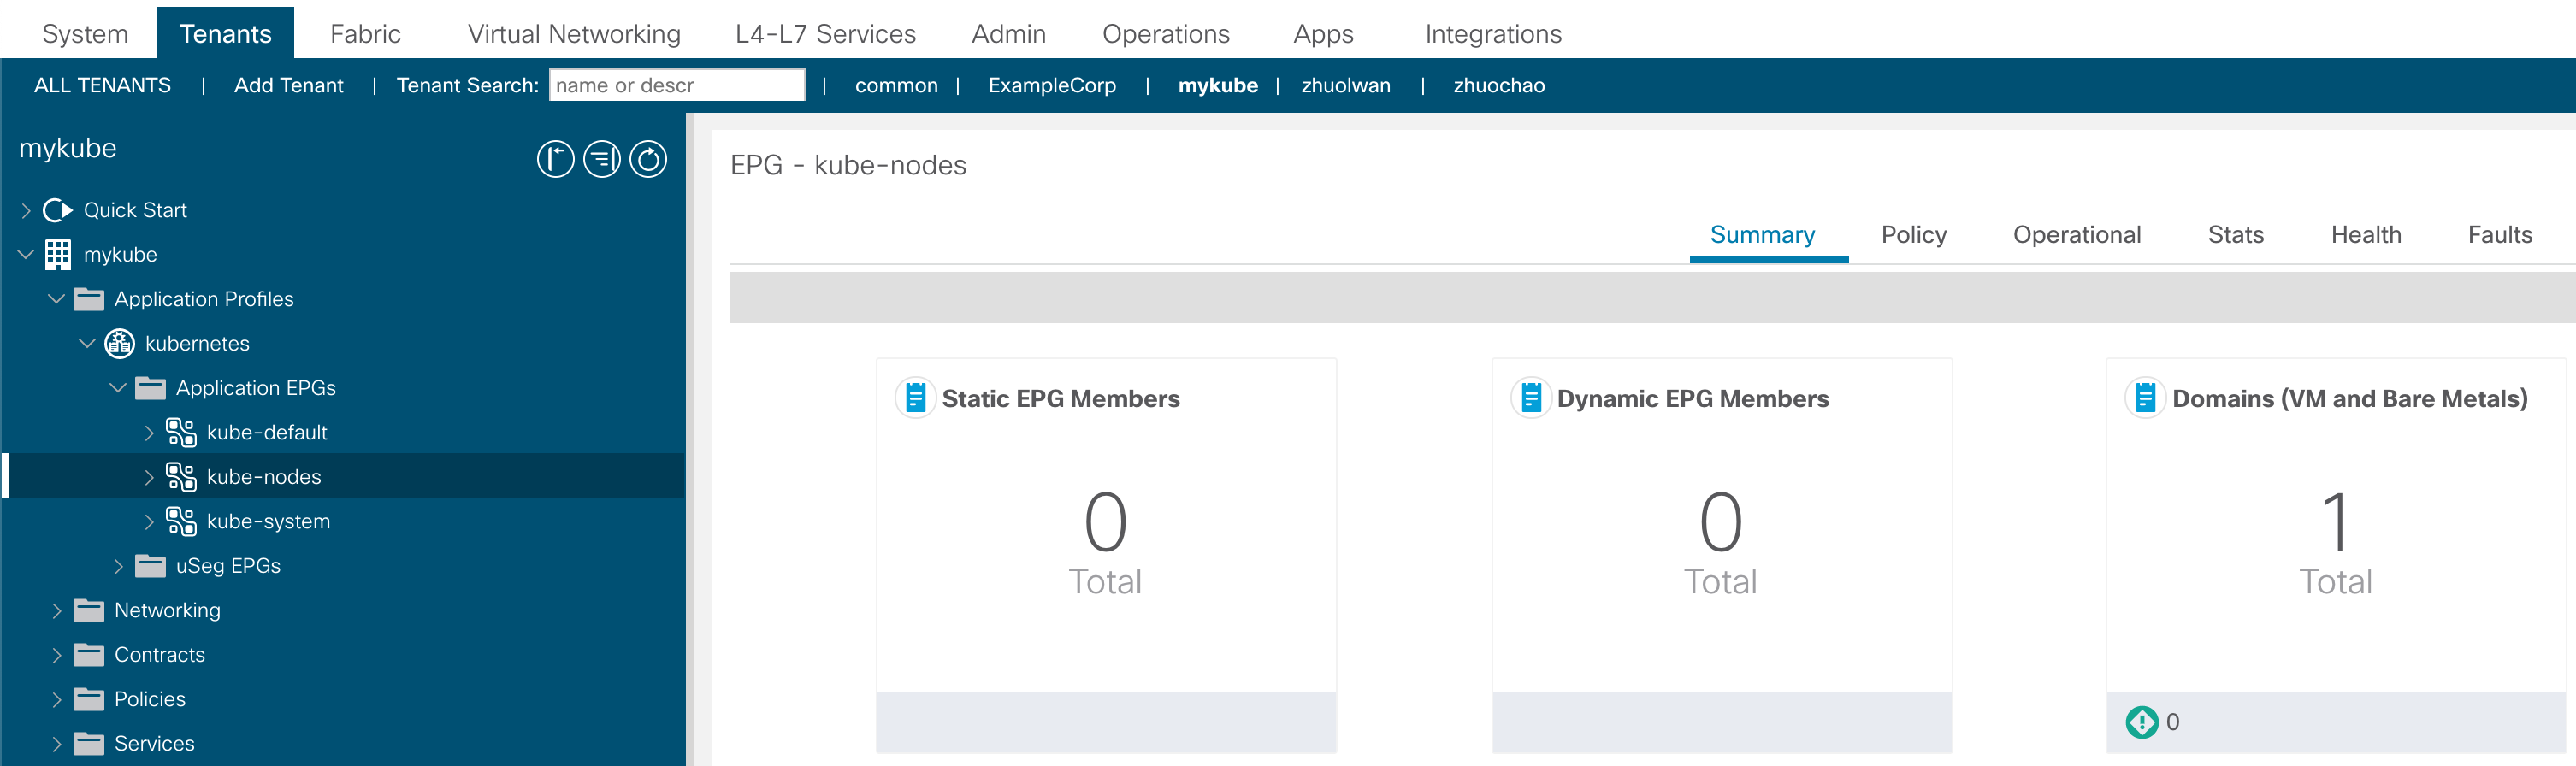 System Tenants Fabric Virtual Networking L4-L7 Services Admin Operations Apps Integrations
ALL TENANTS | Add Tenant | Tenant Search: name or descr | common | ExampleCorp | mykube | zhuolwan | zhuochao
mykube
Quick Start
mykube
Application Profiles
kubernetes
Application EPGs
kube-default
kube-nodes
kube-system
uSeg EPGs
Networking
Contracts
Policies
Services
EPG - kube-nodes
Summary Policy Operational Stats Health Faults
Static EPG Members
0
Total
Dynamic EPG Members
0
Total
Domains (VM and Bare Metals)
1
Total
0